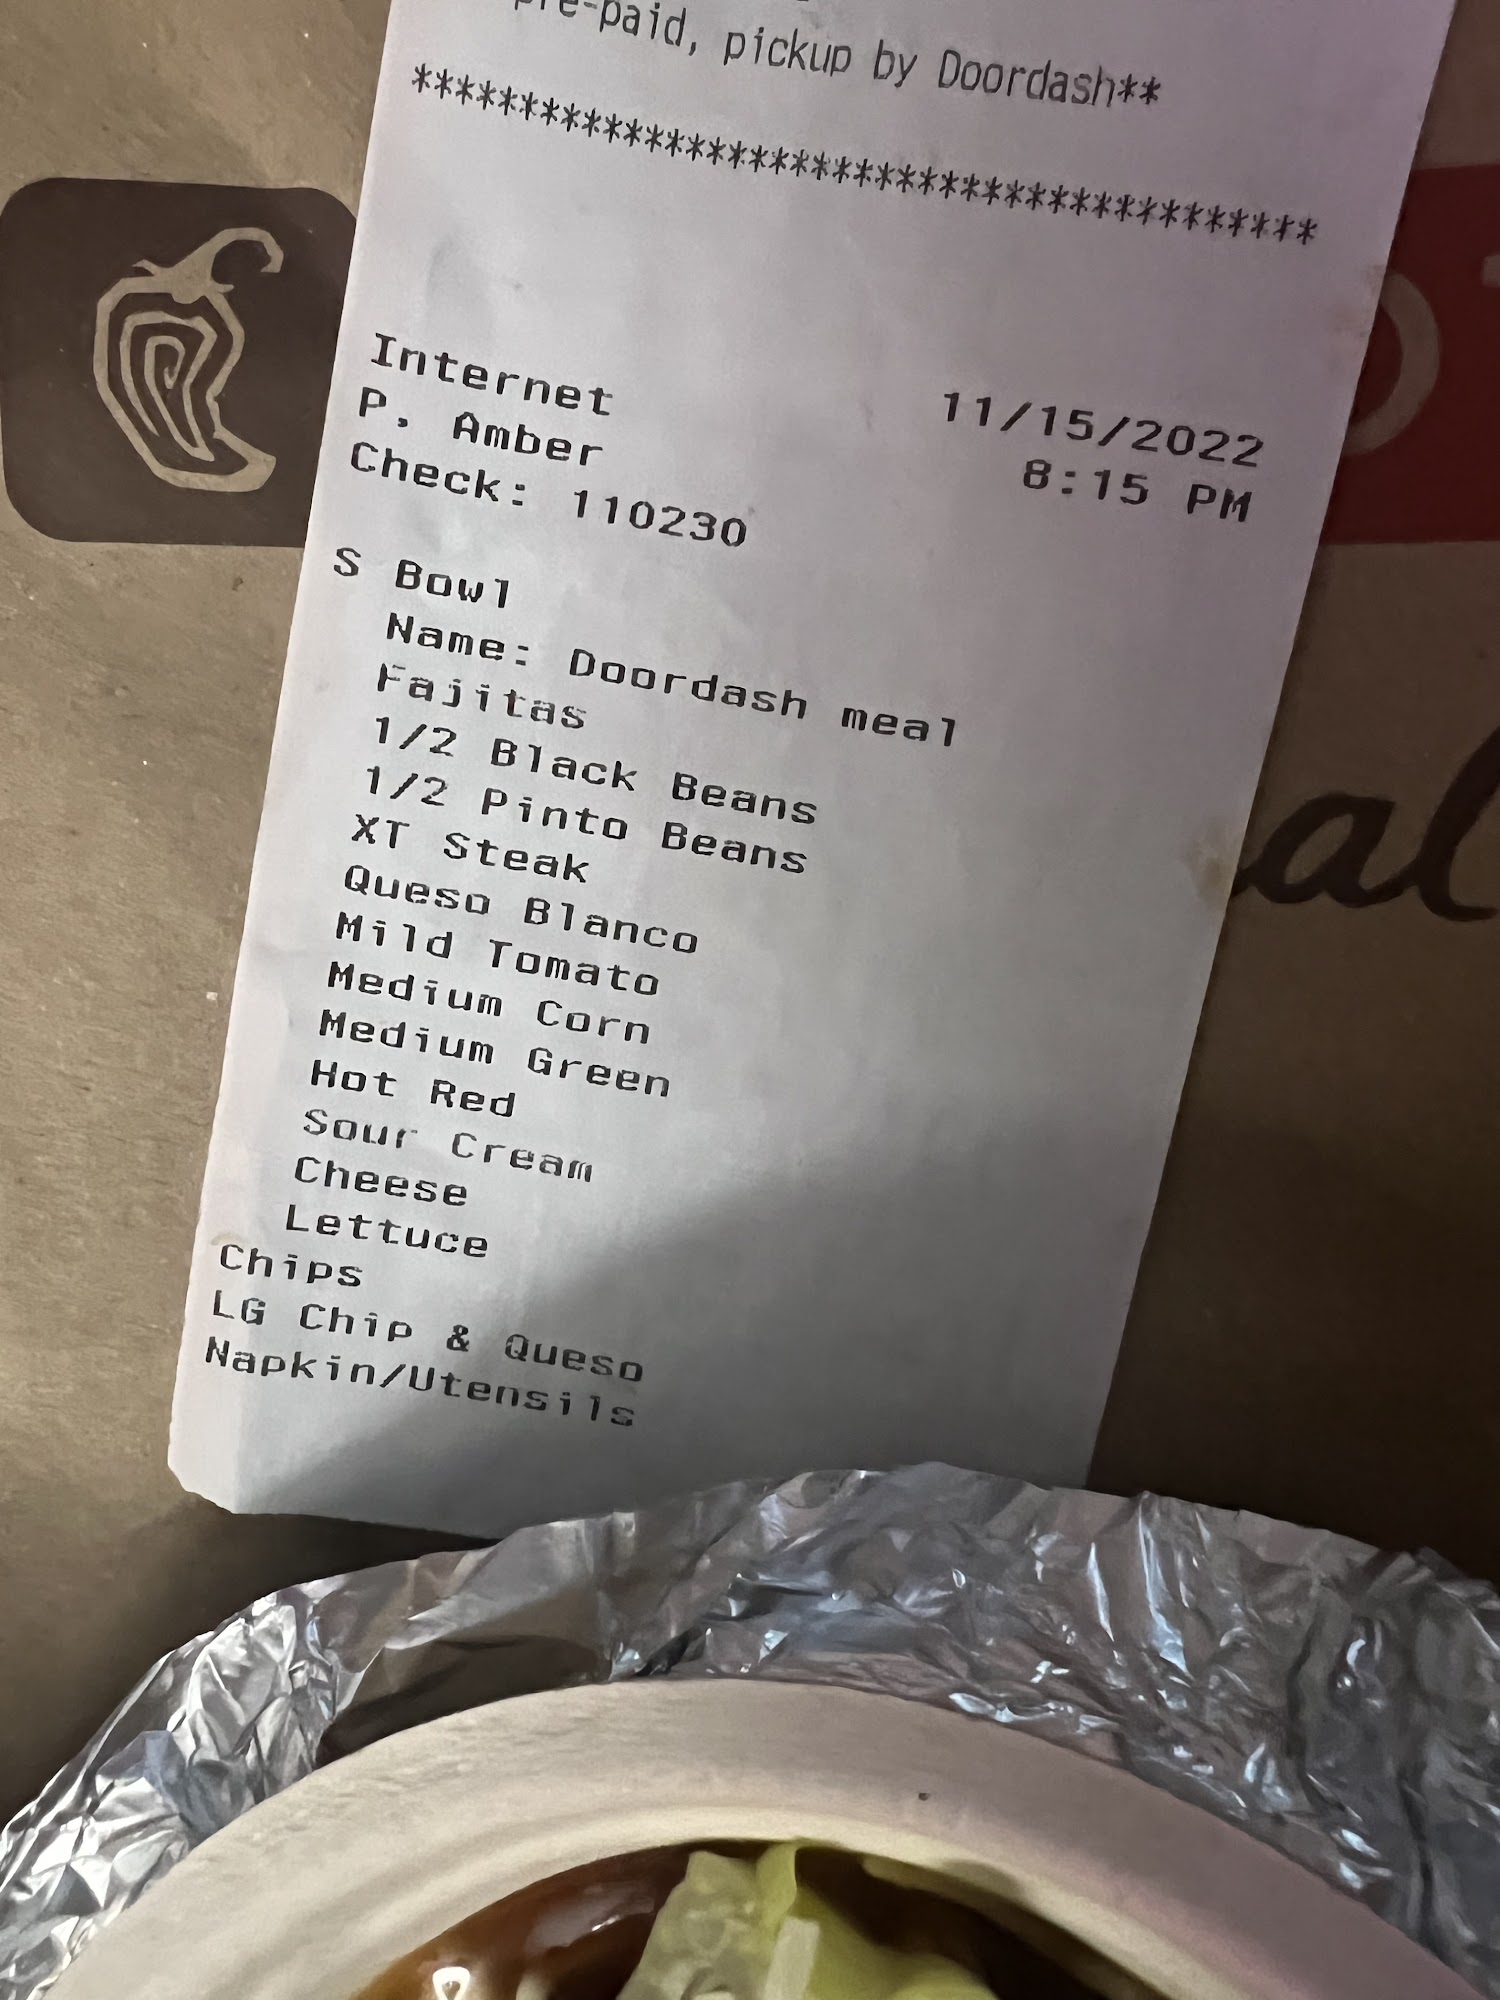 pre-paid, pickup by Doordash**
******************************************
Internet 11/15/2022
P, Amber 8:15 PM
Check: 110230
S Bowl
Name: Doordash meal
Fajitas
1/2 Black Beans
1/2 Pinto Beans
XT Steak
Queso Blanco
Mild Tomato
Medium Corn
Medium Green
Hot Red
Sour Cream
Cheese
Lettuce
Chips
LG Chip & Queso
Napkin/Utensils
al